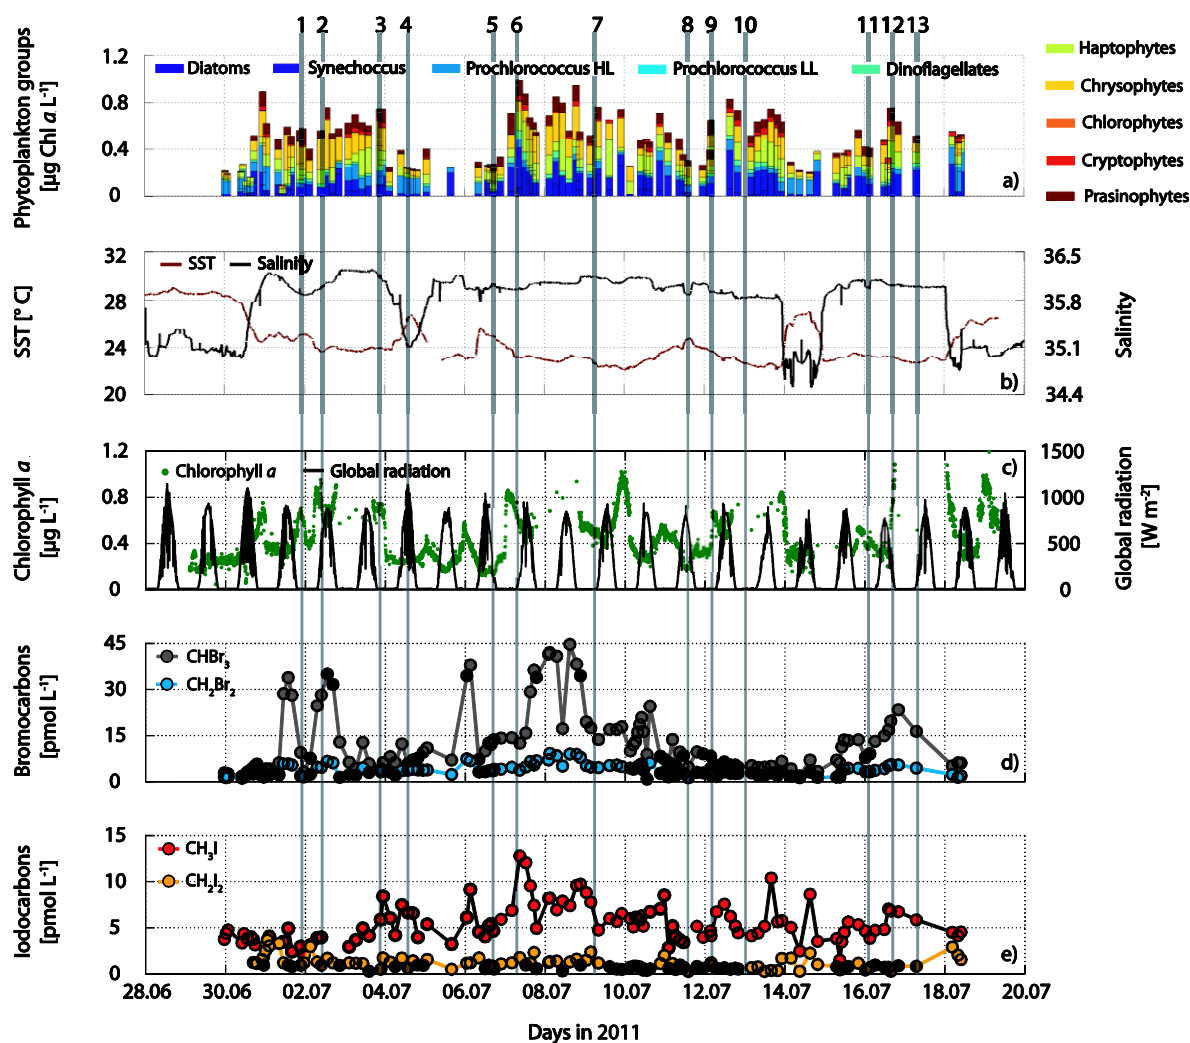 1 2 3 4 5 6 7 8 9 10 11 12 13
Phytoplankton groups
[µg Chl a L⁻¹]
1.2
0.8
0.4
0
Diatoms Synechoccus Prochlorococcus HL Prochlorococcus LL Dinoflagellates
Haptophytes
Chrysophytes
Chlorophytes
Cryptophytes
Prasinophytes
a)
SST [° C]
32
28
24
20
SST Salinity
36.5
35.8
35.1
34.4
Salinity
b)
Chlorophyll a
[µg L⁻¹]
1.2
0.8
0.4
0
Chlorophyll a Global radiation
c)
1500
1000
500
0
Global radiation
[W m⁻²]
Bromocarbons
[pmol L⁻¹]
45
30
15
0
CHBr₃
CH₂Br₂
d)
Iodocarbons
[pmol L⁻¹]
15
10
5
0
CH₃I
CH₂I₂
e)
28.06 30.06 02.07 04.07 06.07 08.07 10.07 12.07 14.07 16.07 18.07 20.07
Days in 2011